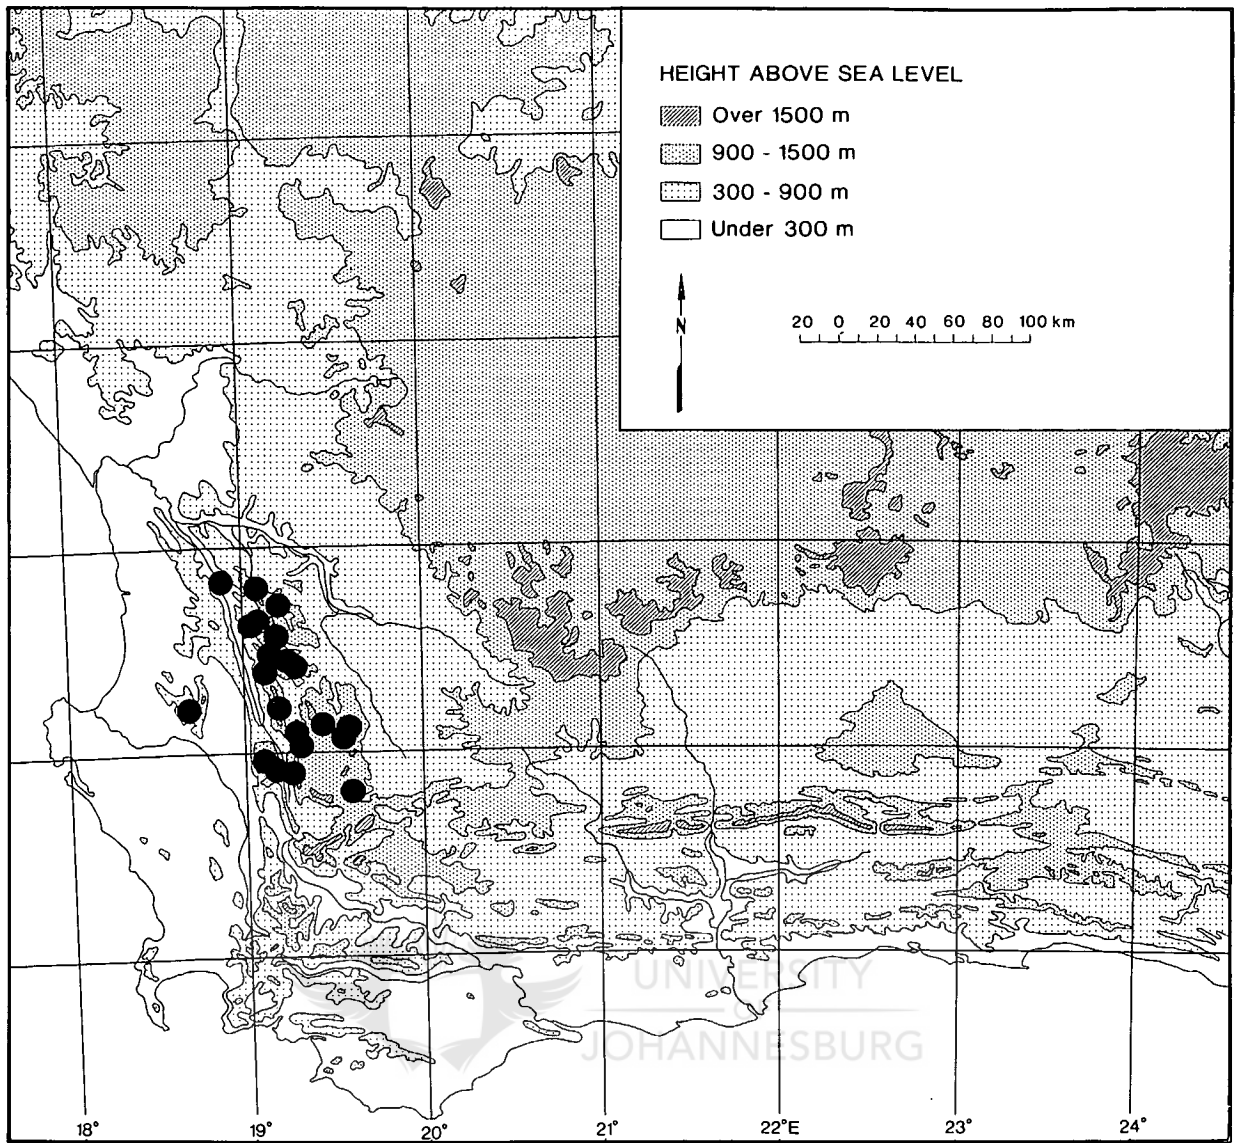 HEIGHT ABOVE SEA LEVEL
Over 1500 m
900 - 1500 m
300 - 900 m
Under 300 m
N
20 0 20 40 60 80 100 km
UNIVERSITY
OF
JOHANNESBURG
18° 19° 20° 21° 22°E 23° 24°